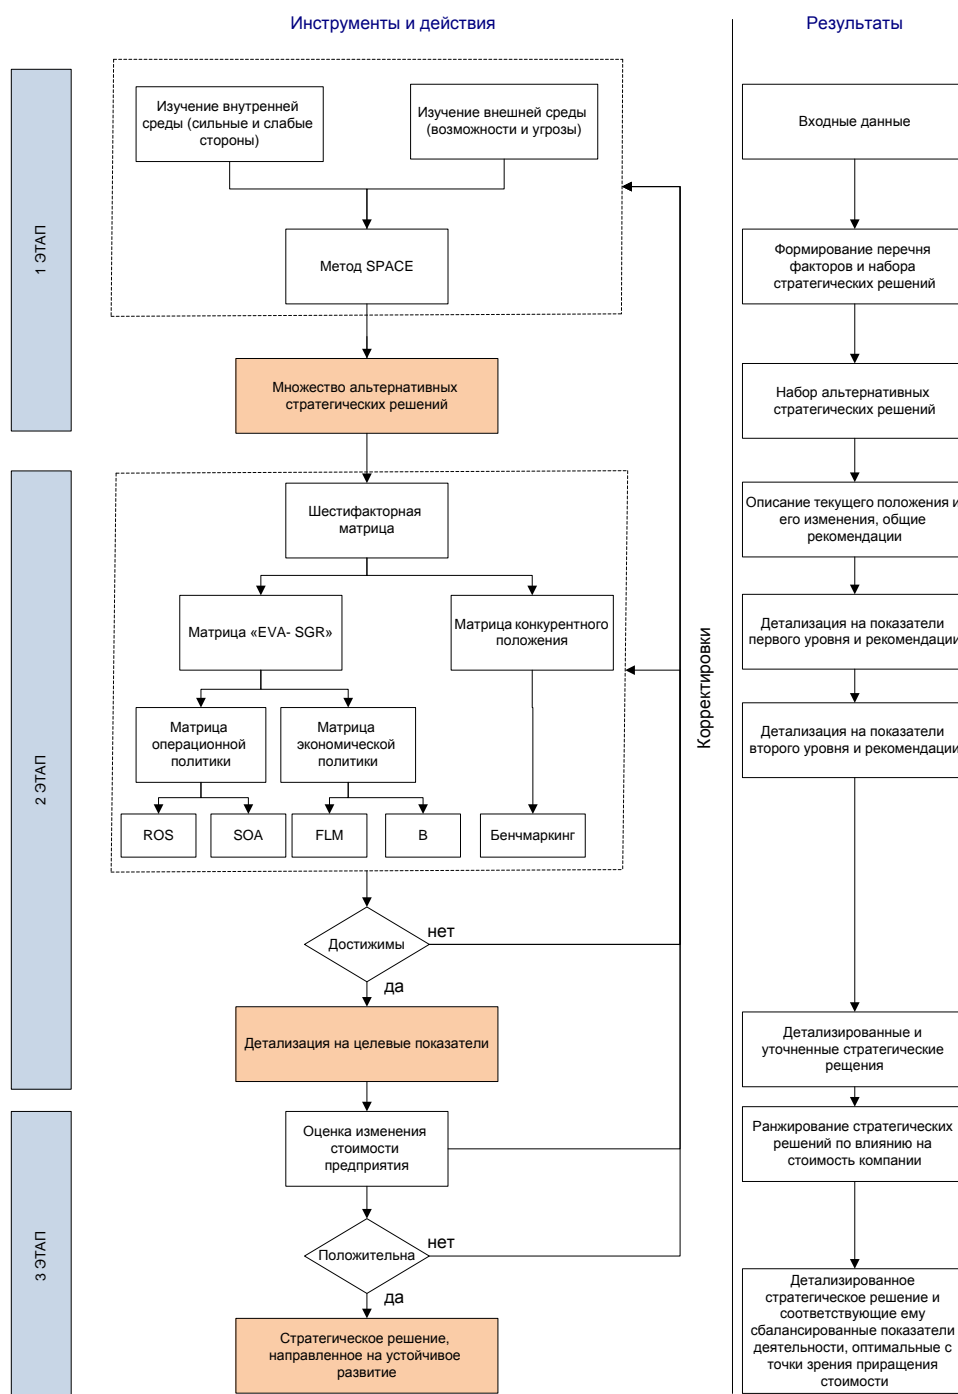 Инструменты и действия
Результаты
1 ЭТАП
Изучение внутренней
среды (сильные и слабые
стороны)
Изучение внешней среды
(возможности и угрозы)
Входные данные
Метод SPACE
Формирование перечня
факторов и набора
стратегических решений
Множество альтернативных
стратегических решений
Набор альтернативных
стратегических решений
2 ЭТАП
Шестифакторная
матрица
Описание текущего положения и
его изменения, общие
рекомендации
Матрица «EVA- SGR»
Матрица конкурентного
положения
Детализация на показатели
первого уровня и рекомендации
Корректировки
Матрица
операционной
политики
Матрица
экономической
политики
Детализация на показатели
второго уровня и рекомендации
ROS
SOA
FLM
B
Бенчмаркинг
Достижимы
нет
да
Детализация на целевые показатели
Детализированные и
уточненные стратегические
рещения
3 ЭТАП
Оценка изменения
стоимости
предприятия
Ранжирование стратегических
решений по влиянию на
стоимость компании
Положительна
нет
да
Стратегическое решение,
направленное на устойчивое
развитие
Детализированное
стратегическое решение и
соответствующие ему
сбалансированные показатели
деятельности, оптимальные с
точки зрения приращения
стоимости